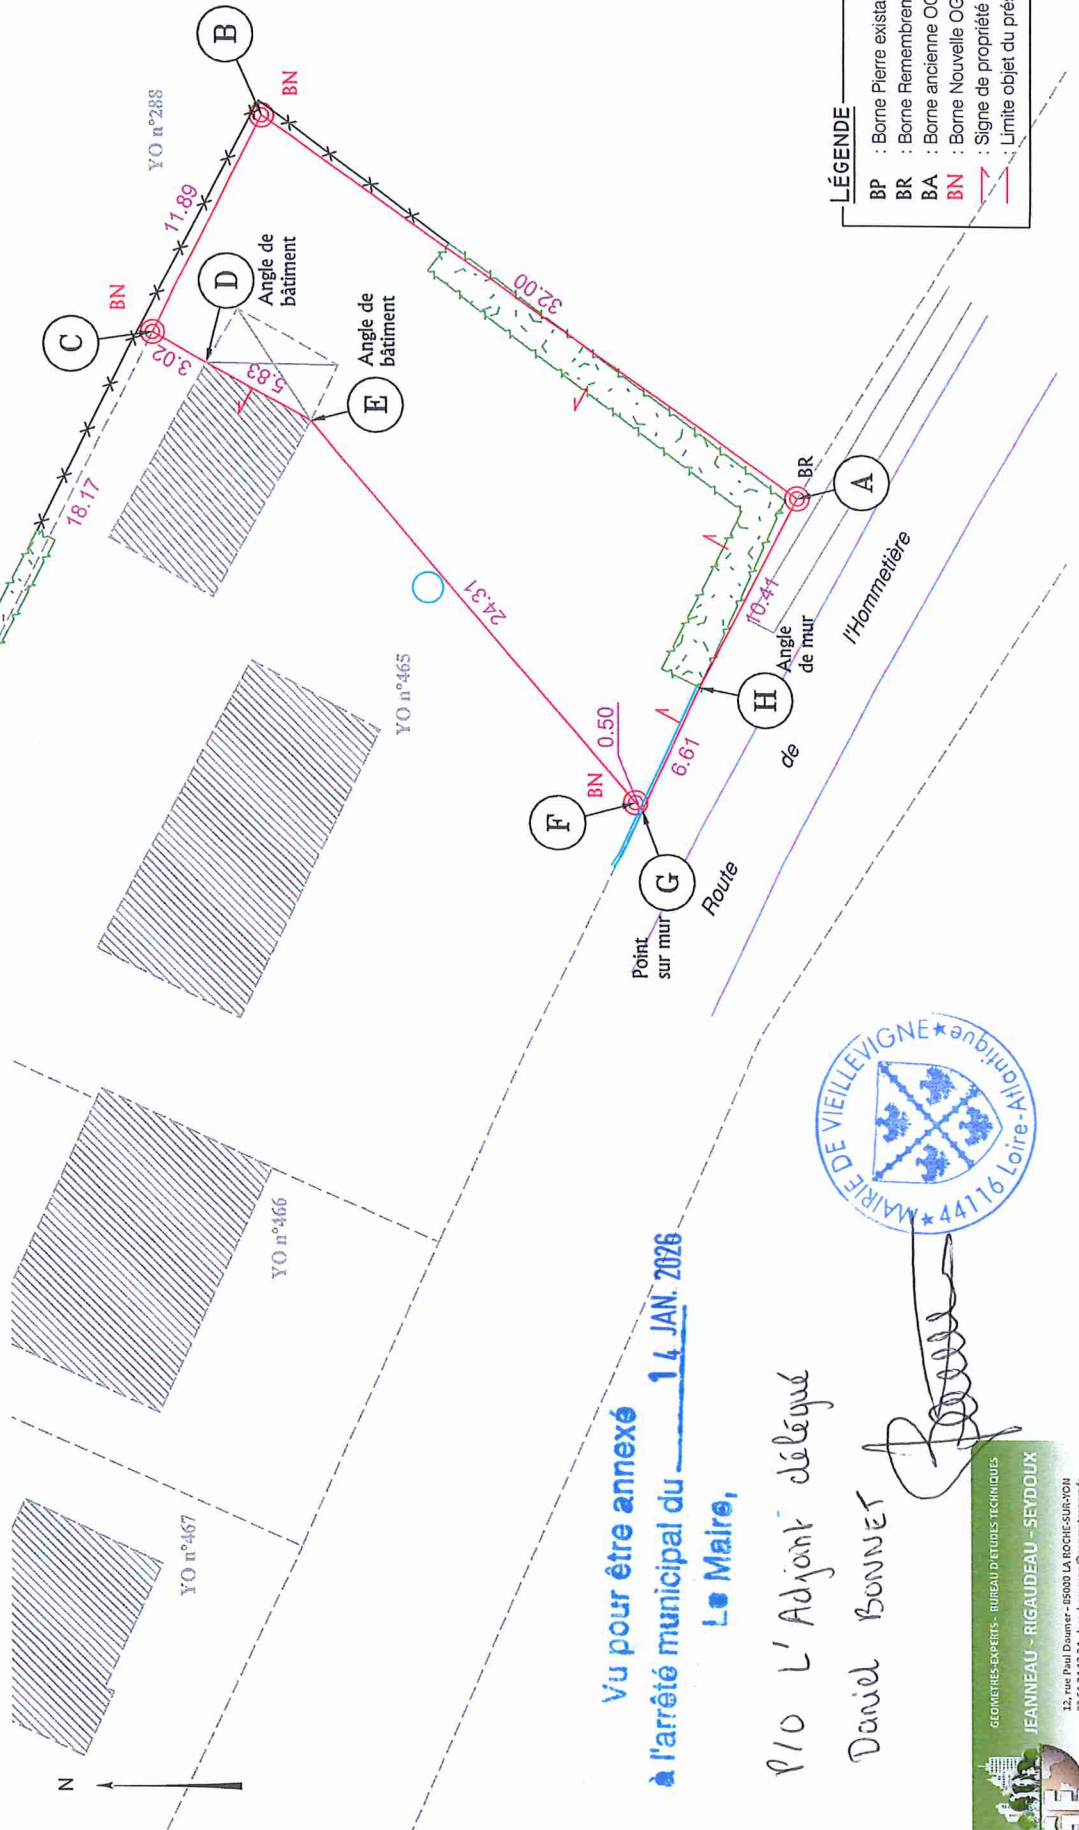 N
YO n°467
YO n°466
YO n°465
YO n°288
18.17
C
BN
11.89
B
BN
3.02
D
Angle de
bâtiment
5.83
E
Angle de
bâtiment
24.31
32.00
F
BN
0.50
G
Point
sur mur
6.61
H
Angle
de mur
10.41
A
BR
Route
de
l'Hommetière
LÉGENDE
BP : Borne Pierre
BR : Borne
BA : Borne ancienne
BN : Borne Nouvelle
: Signe de propriété
: Limite objet du
Vu pour être annexé
à l'arrêté municipal du 14 JAN. 2026
Le Maire,
P/O L'Adjoint délégué
Daniel BONNET
MAIRIE DE VIEILLEVIGNE ★ 44116 Loire-Atlantique ★
GEOMETRES-EXPERTS - BUREAU D'ETUDES TECHNIQUES
JEANNEAU - RIGAUDEAU - SEYDOUX
12, rue Paul Doumer - 85000 LA ROCHE-SUR-YON